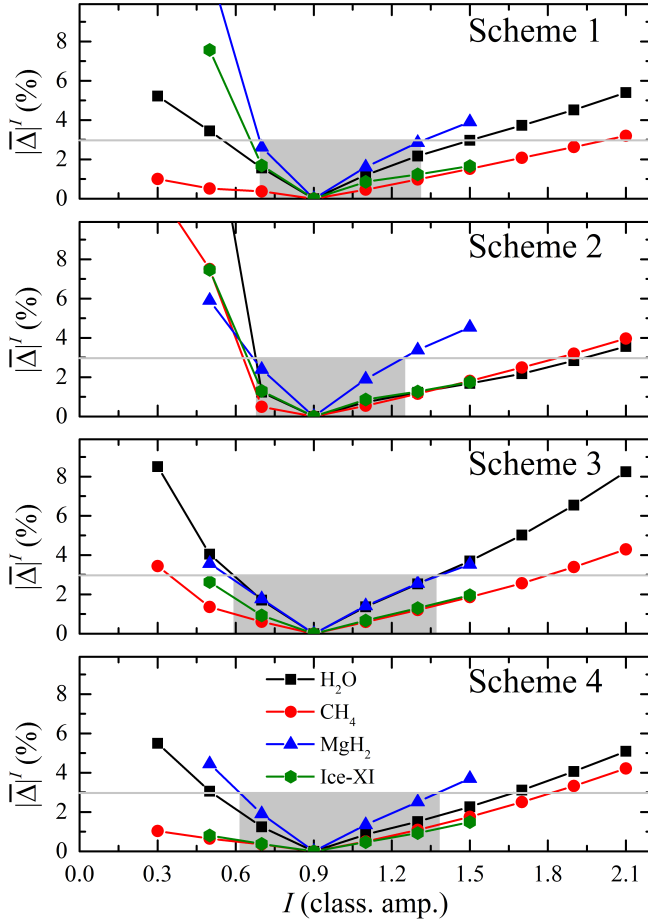 Scheme 1
|Δ̅|ᴵ (%)
8
6
4
2
0
Scheme 2
|Δ̅|ᴵ (%)
8
6
4
2
0
Scheme 3
|Δ̅|ᴵ (%)
8
6
4
2
0
Scheme 4
|Δ̅|ᴵ (%)
8
6
4
2
0
H₂O
CH₄
MgH₂
Ice-XI
0.0 0.3 0.6 0.9 1.2 1.5 1.8 2.1
I (class. amp.)